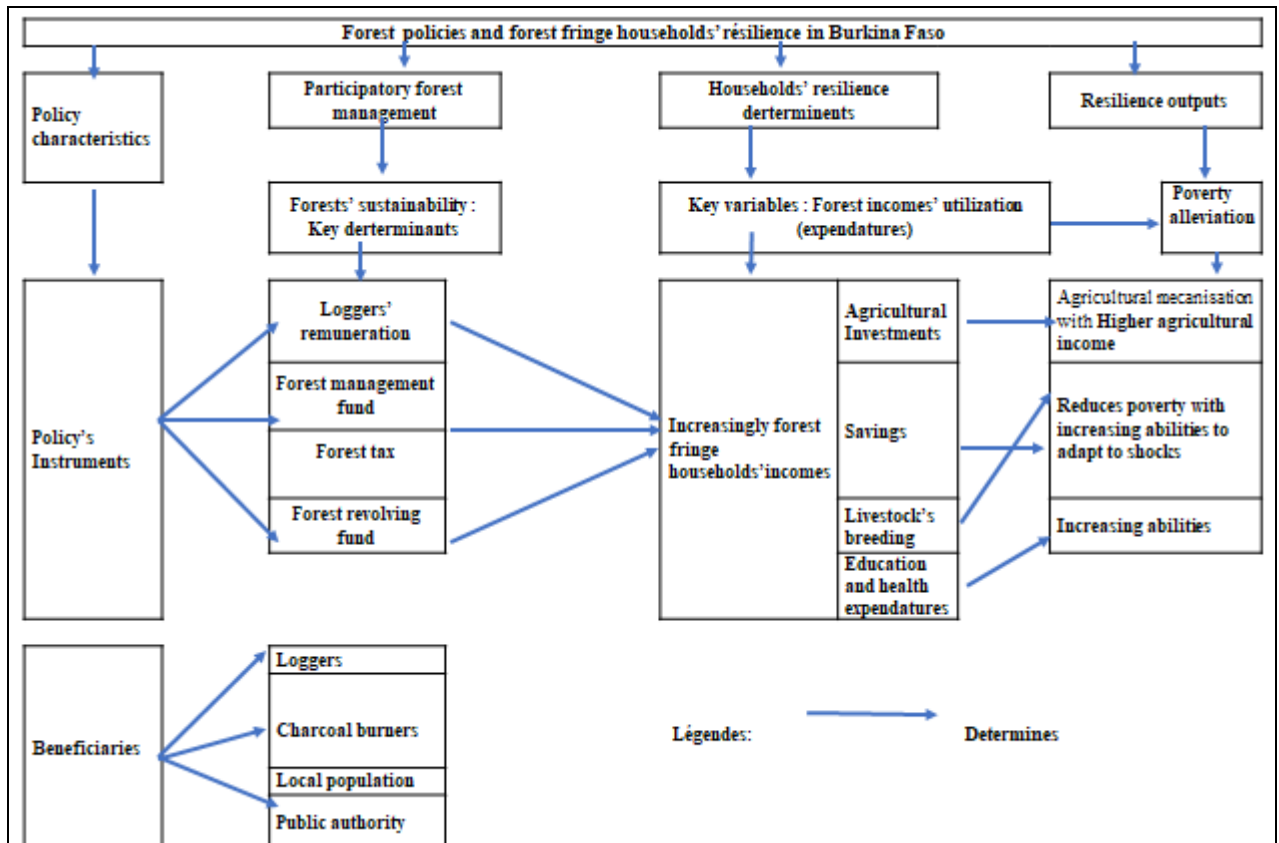 Forest policies and forest fringe households’ résilience in Burkina Faso
Policy
characteristics
Participatory forest
management
Households’ resilience
derterminents
Resilience outputs
Forests’ sustainability :
Key derterminants
Key variables : Forest incomes’ utilization
(expendatures)
Poverty
alleviation
Policy’s
Instruments
Loggers’
remuneration
Forest management
fund
Forest tax
Forest revolving
fund
Increasingly forest
fringe
households’incomes
Agricultural
Investments
Savings
Livestock’s
breeding
Education
and health
expendatures
Agricultural mecanisation
with Higher agricultural
income
Reduces poverty with
increasing abilities to
adapt to shocks
Increasing abilities
Beneficiaries
Loggers
Charcoal burners
Local population
Public authority
Légendes:
Determines